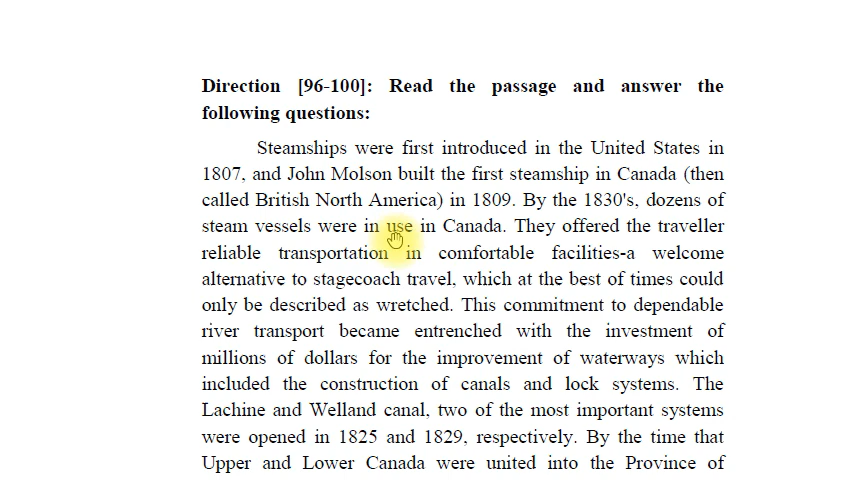 Direction [96-100]: Read the passage and answer the
following questions:
Steamships were first introduced in the United States in
1807, and John Molson built the first steamship in Canada (then
called British North America) in 1809. By the 1830's, dozens of
steam vessels were in use in Canada. They offered the traveller
reliable transportation in comfortable facilities-a welcome
alternative to stagecoach travel, which at the best of times could
only be described as wretched. This commitment to dependable
river transport became entrenched with the investment of
millions of dollars for the improvement of waterways which
included the construction of canals and lock systems. The
Lachine and Welland canal, two of the most important systems
were opened in 1825 and 1829, respectively. By the time that
Upper and Lower Canada were united into the Province of